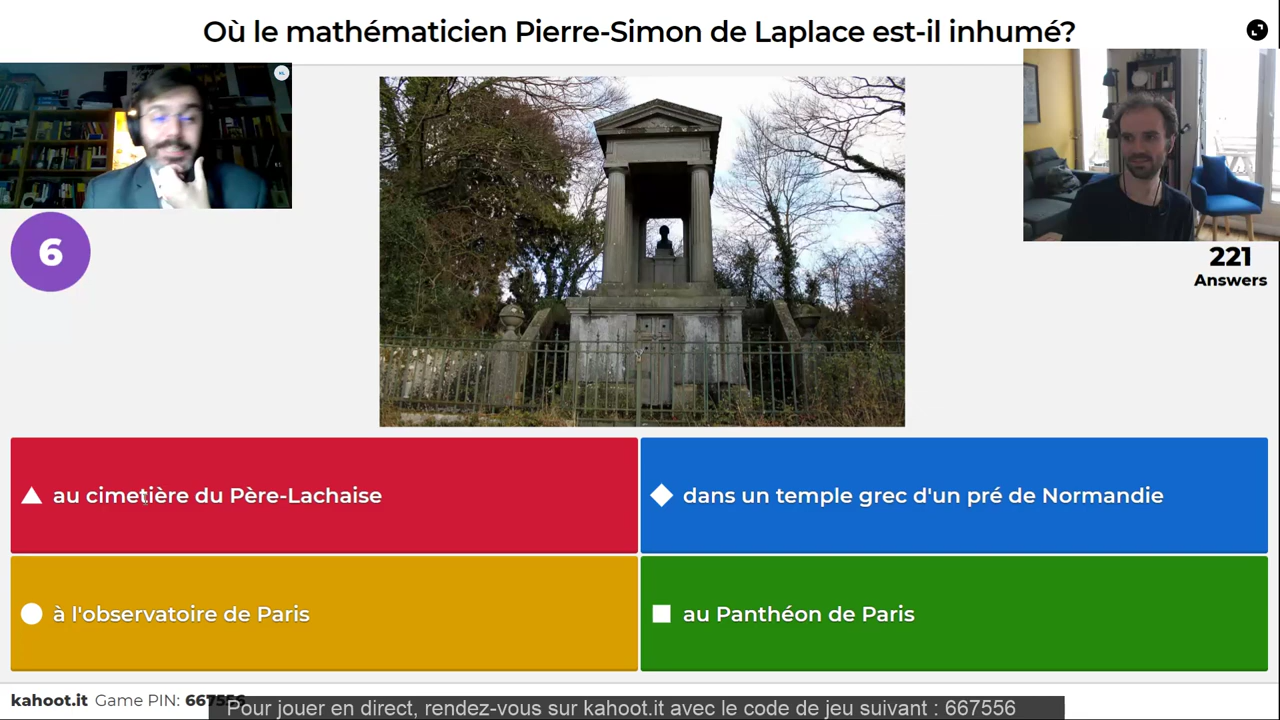 Où le mathématicien Pierre-Simon de Laplace est-il inhumé?
6
221
Answers
au cimetière du Père-Lachaise
dans un temple grec d'un pré de Normandie
à l'observatoire de Paris
au Panthéon de Paris
kahoot.it Game PIN: 667556
Pour jouer en direct, rendez-vous sur kahoot.it avec le code de jeu suivant : 667556